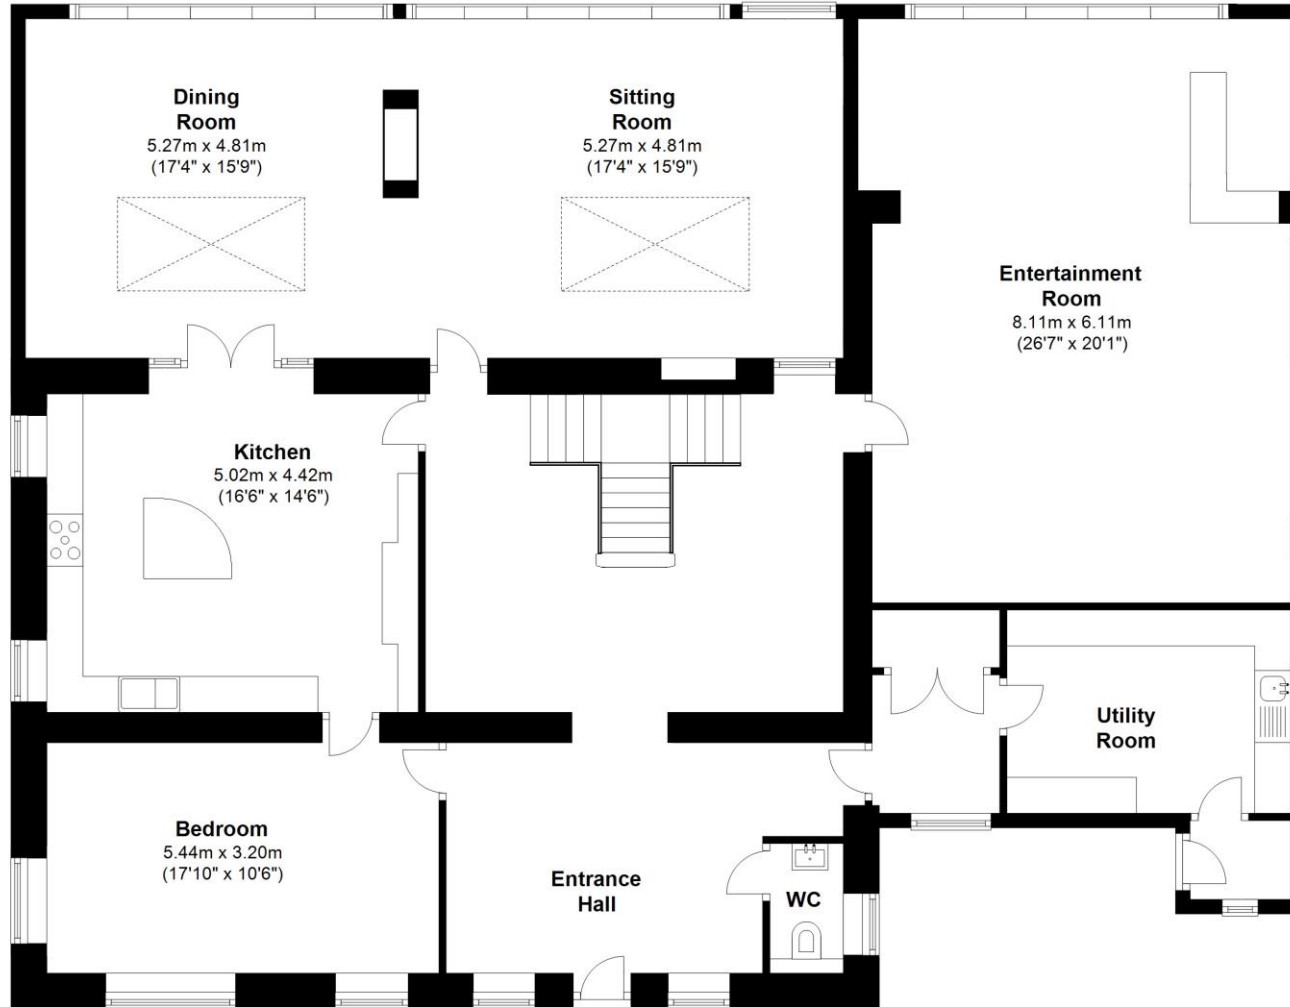 Dining
Room
5.27m x 4.81m
(17'4" x 15'9")
Sitting
Room
5.27m x 4.81m
(17'4" x 15'9")
Entertainment
Room
8.11m x 6.11m
(26'7" x 20'1")
Kitchen
5.02m x 4.42m
(16'6" x 14'6")
Utility
Room
Bedroom
5.44m x 3.20m
(17'10" x 10'6")
Entrance
Hall
WC